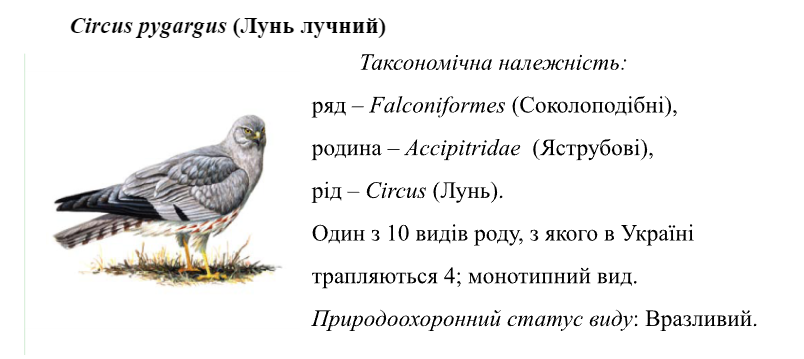 Circus pygargus (Лунь лучний)
Таксономічна належність:
ряд – Falconiformes (Соколоподібні),
родина – Accipitridae (Яструбові),
рід – Circus (Лунь).
Один з 10 видів роду, з якого в Україні
трапляються 4; монотипний вид.
Природоохоронний статус виду: Вразливий.